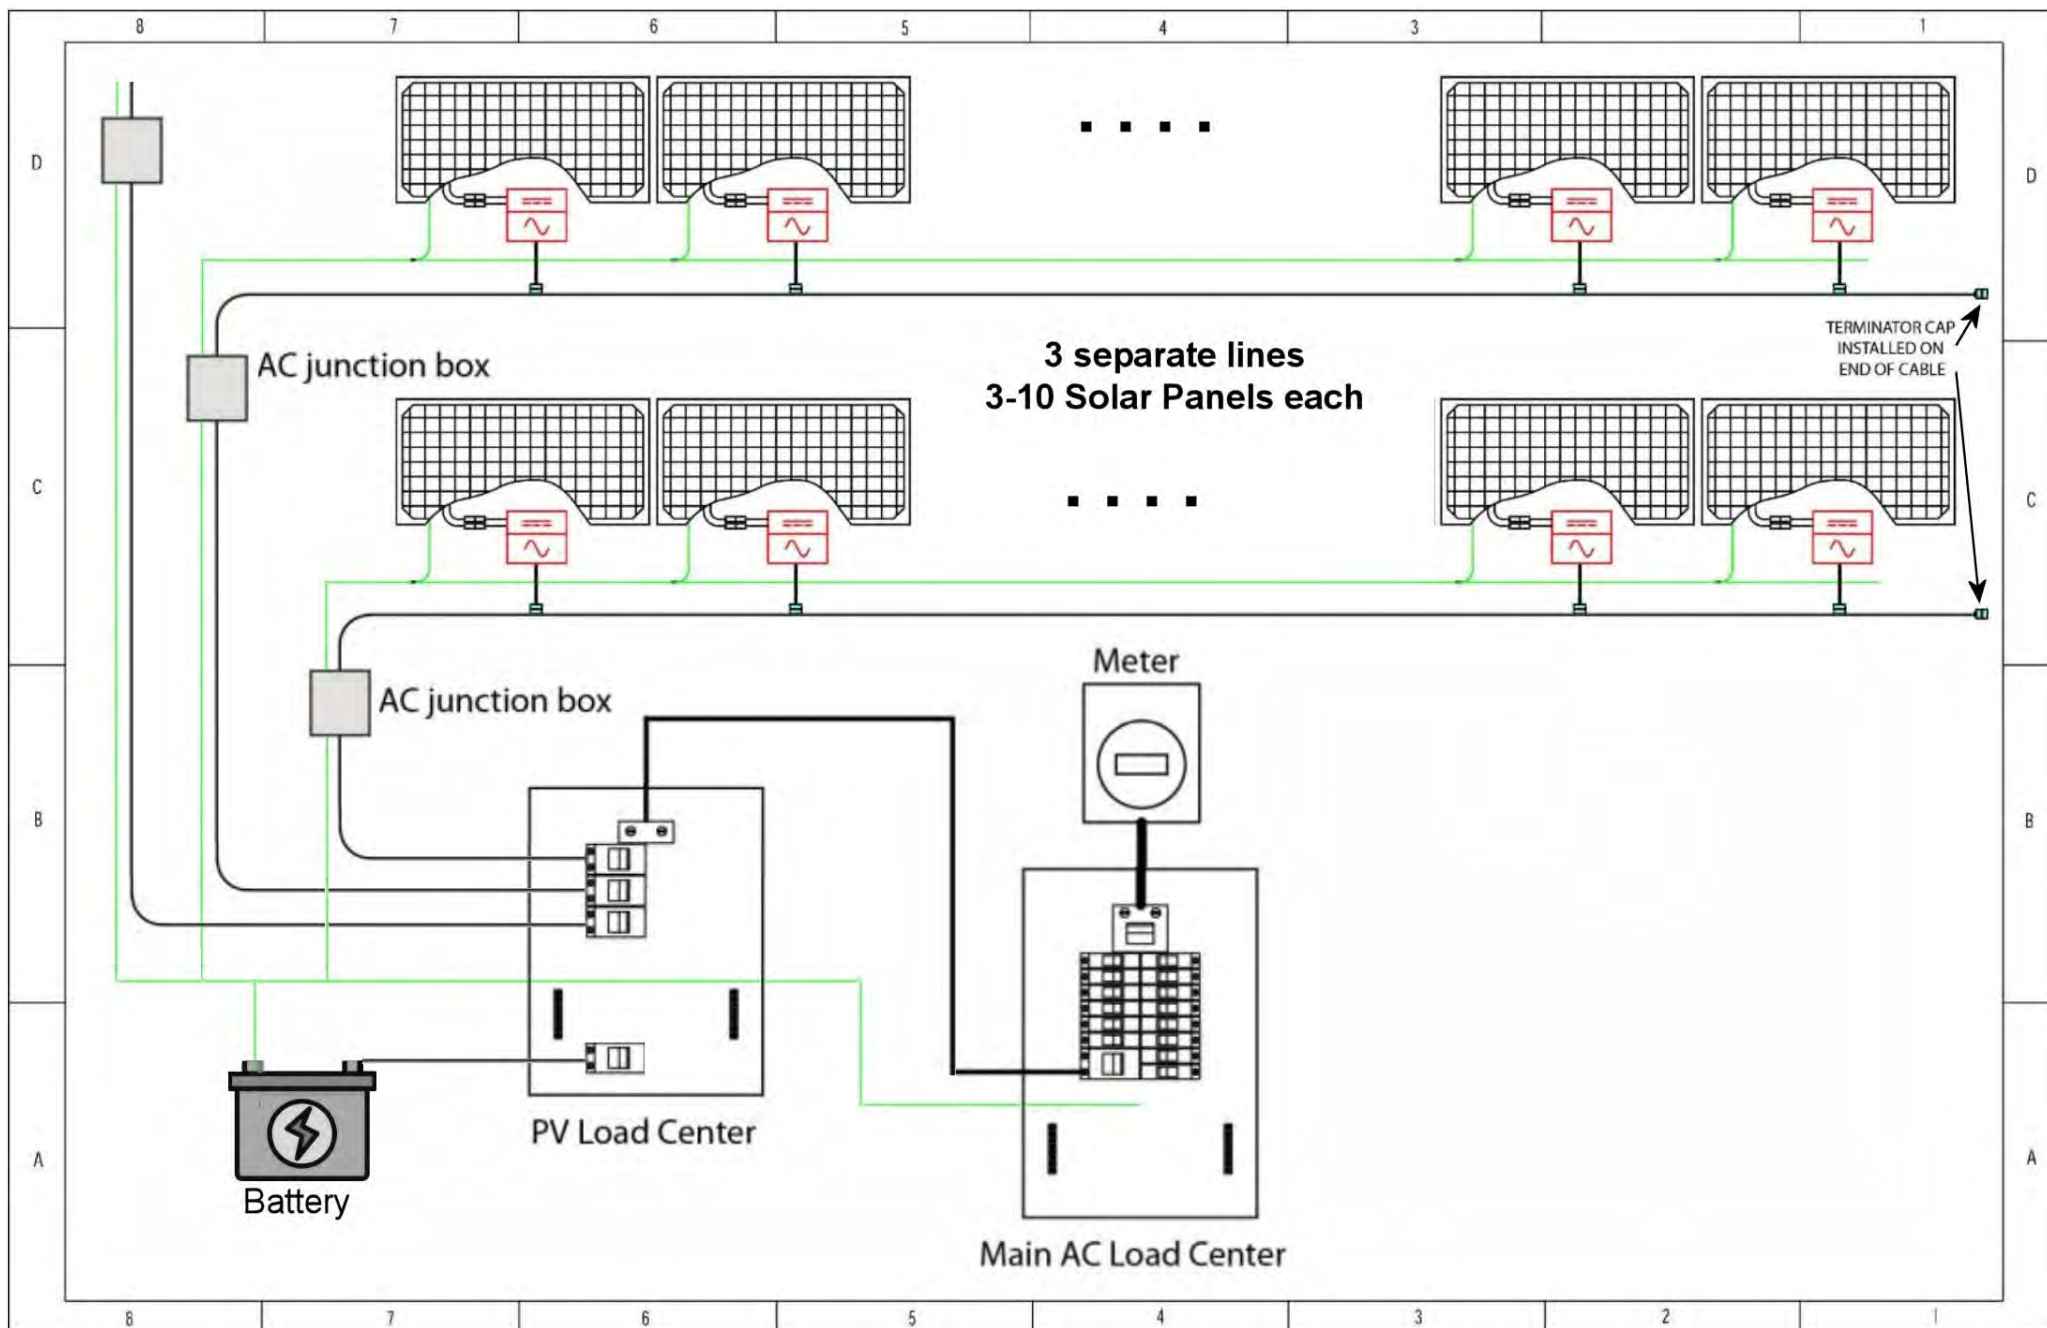 8 7 6 5 4 3 1
D
D
AC junction box
3 separate lines
3-10 Solar Panels each
TERMINATOR CAP
INSTALLED ON
END OF CABLE
C
C
AC junction box
Meter
B
B
PV Load Center
Battery
Main AC Load Center
A
A
8 7 6 5 4 3 2 1